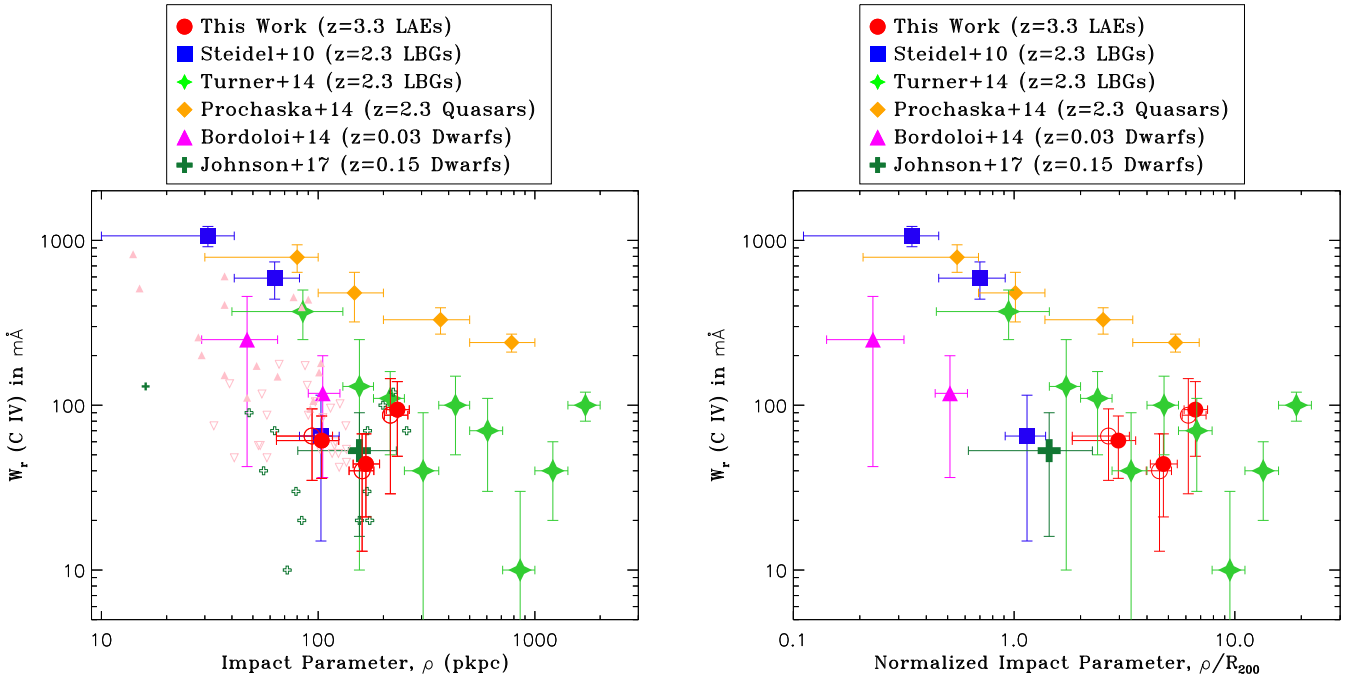 This Work (z=3.3 LAEs)
Steidel+10 (z=2.3 LBGs)
Turner+14 (z=2.3 LBGs)
Prochaska+14 (z=2.3 Quasars)
Bordoloi+14 (z=0.03 Dwarfs)
Johnson+17 (z=0.15 Dwarfs)
1000
100
10
Wr (C IV) in mÅ
10
100
1000
Impact Parameter, ρ (pkpc)
This Work (z=3.3 LAEs)
Steidel+10 (z=2.3 LBGs)
Turner+14 (z=2.3 LBGs)
Prochaska+14 (z=2.3 Quasars)
Bordoloi+14 (z=0.03 Dwarfs)
Johnson+17 (z=0.15 Dwarfs)
1000
100
10
Wr (C IV) in mÅ
0.1
1.0
10.0
Normalized Impact Parameter, ρ/R200